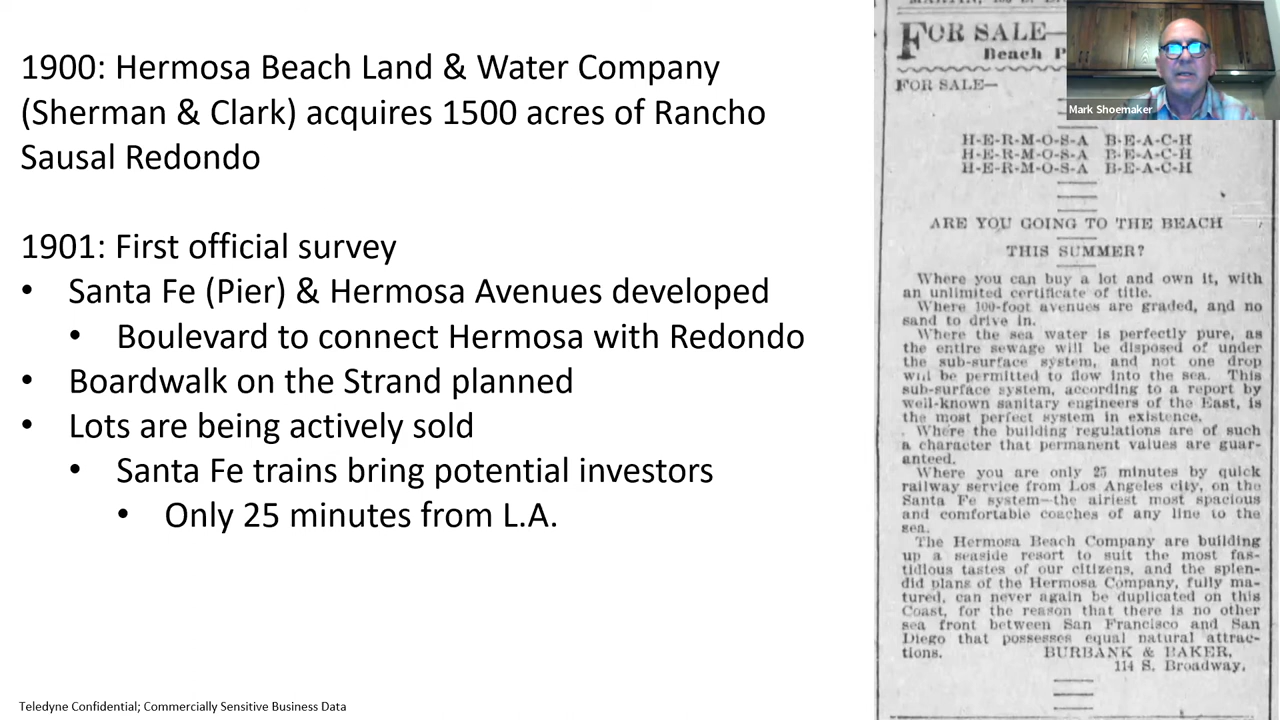 1900: Hermosa Beach Land & Water Company
(Sherman & Clark) acquires 1500 acres of Rancho
Sausal Redondo
1901: First official survey
• Santa Fe (Pier) & Hermosa Avenues developed
• Boulevard to connect Hermosa with Redondo
• Boardwalk on the Strand planned
• Lots are being actively sold
• Santa Fe trains bring potential investors
• Only 25 minutes from L.A.
Teledyne Confidential; Commercially Sensitive Business Data
FOR SALE—
Beach P
FOR SALE—
H-E-R-M-O-S-A B-E-A-C-H
H-E-R-M-O-S-A B-E-A-C-H
H-E-R-M-O-S-A B-E-A-C-H
ARE YOU GOING TO THE BEACH
THIS SUMMER?
Where you can buy a lot and own it, with
an unlimited certificate of title.
Where 100-foot avenues are graded, and no
sand to drive in.
Where the sea water is perfectly pure, as
the entire sewage will be disposed of under
the sub-surface system, and not one drop
will be permitted to flow into the sea. This
sub-surface system, according to a report by
well-known sanitary engineers of the East, is
the most perfect system in existence.
Where the building regulations are of such
a character that permanent values are guar-
anteed.
Where you are only 25 minutes by quick
railway service from Los Angeles city, on the
Santa Fe system—the airiest most spacious
and comfortable coaches of any line to the
sea.
The Hermosa Beach Company are building
up a seaside resort to suit the most fas-
tidious tastes of our citizens, and the splen-
did plans of the Hermosa Company, fully ma-
tured, can never again be duplicated on this
Coast, for the reason that there is no other
sea front between San Francisco and San
Diego that possesses equal natural attrac-
tions. BURBANK & BAKER,
114 S. Broadway.
Mark Shoemaker